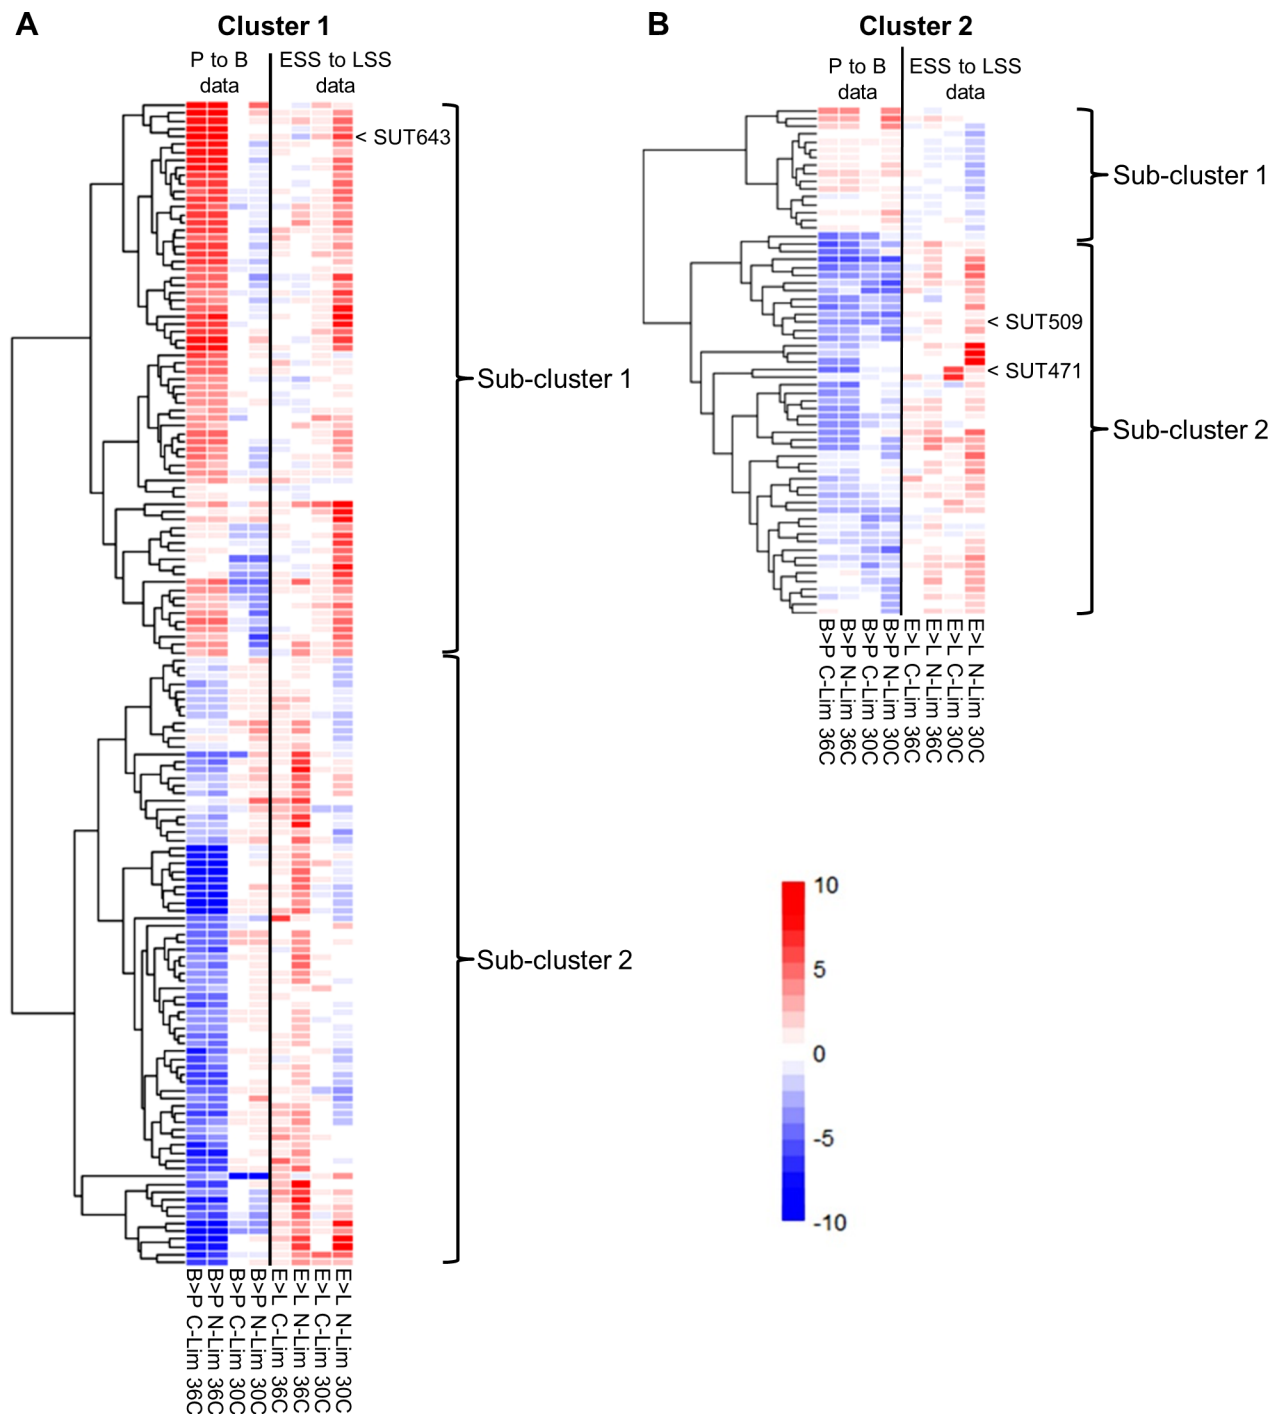 A
Cluster 1
P to B
data
ESS to LSS
data
< SUT643
Sub-cluster 1
Sub-cluster 2
B>P C-Lim 36C
B>P N-Lim 36C
B>P C-Lim 30C
B>P N-Lim 30C
E>L C-Lim 36C
E>L N-Lim 36C
E>L C-Lim 30C
E>L N-Lim 30C
B
Cluster 2
P to B
data
ESS to LSS
data
Sub-cluster 1
< SUT509
< SUT471
Sub-cluster 2
B>P C-Lim 36C
B>P N-Lim 36C
B>P C-Lim 30C
B>P N-Lim 30C
E>L C-Lim 36C
E>L N-Lim 36C
E>L C-Lim 30C
E>L N-Lim 30C
10
5
0
-5
-10